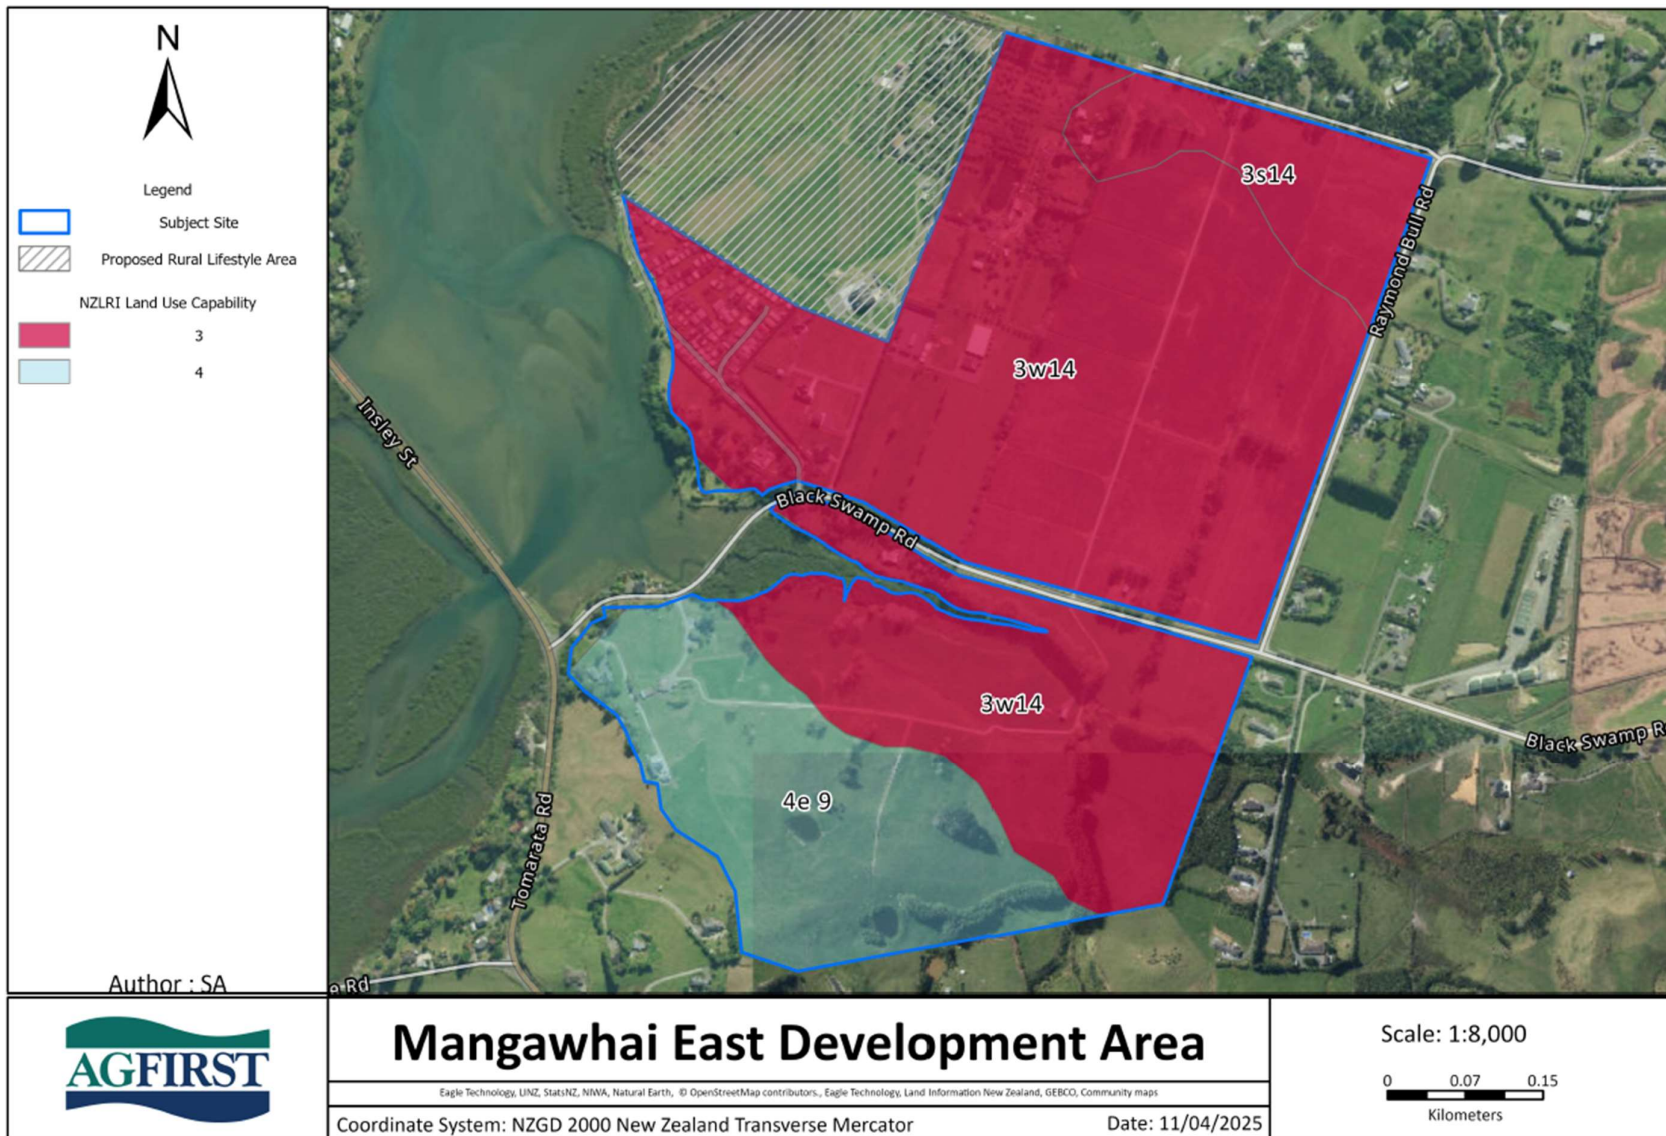 N
Legend
Subject Site
Proposed Rural Lifestyle Area
NZLRI Land Use Capability
3
4
Author : SA
3s14
Raymond Bull Rd
3w14
Insley St
Black Swamp Rd
3w14
Black Swamp R
4e 9
Tomarata Rd
e Rd
AGFIRST
Mangawhai East Development Area
Eagle Technology, LINZ, StatsNZ, NIWA, Natural Earth, © OpenStreetMap contributors., Eagle Technology, Land Information New Zealand, GEBCO, Community maps
Coordinate System: NZGD 2000 New Zealand Transverse Mercator
Date: 11/04/2025
Scale: 1:8,000
0 0.07 0.15
Kilometers